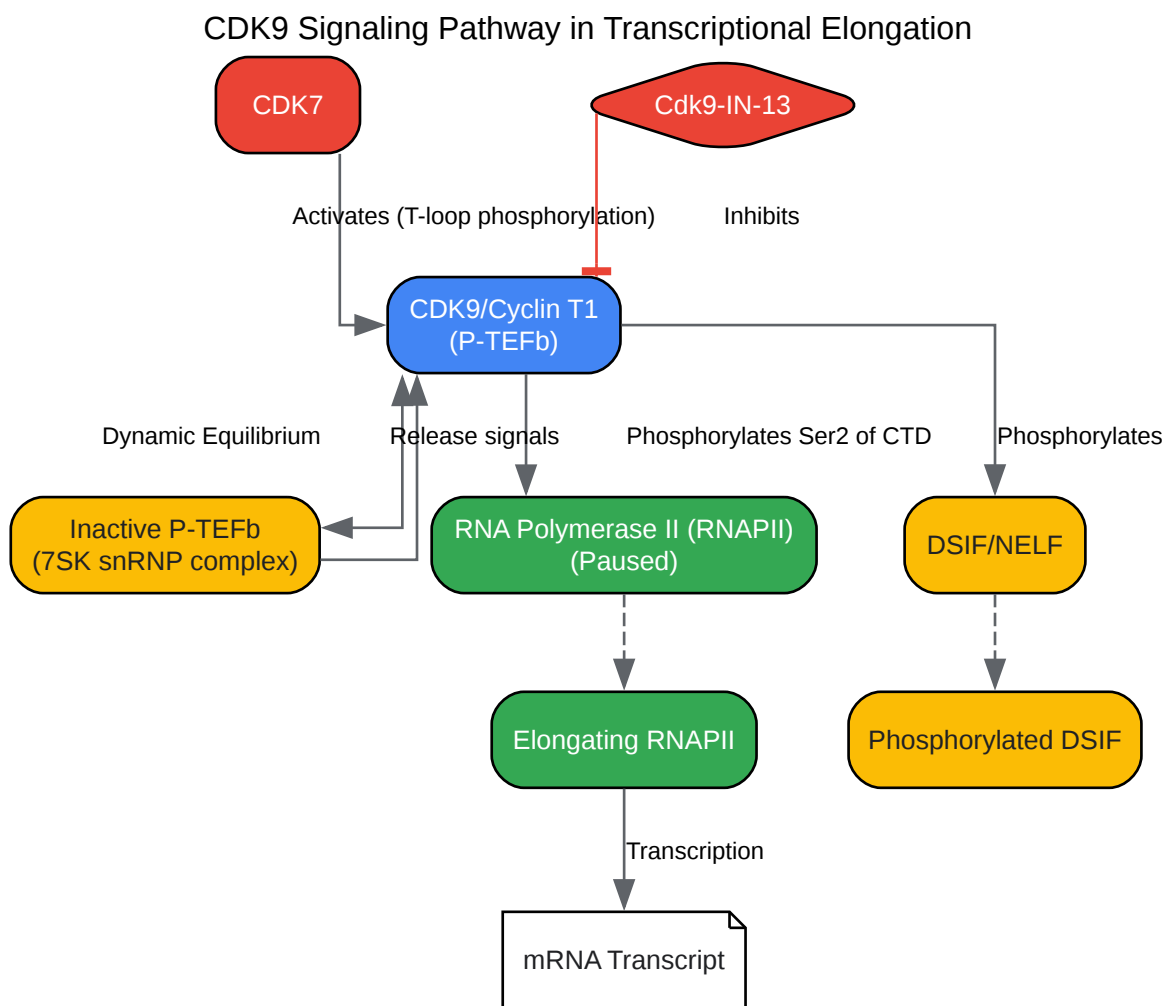 CDK9 Signaling Pathway in Transcriptional Elongation
CDK7
Cdk9-IN-13
Activates (T-loop phosphorylation)
Inhibits
CDK9/Cyclin T1
(P-TEFb)
Dynamic Equilibrium
Release signals
Phosphorylates Ser2 of CTD
Phosphorylates
Inactive P-TEFb
(7SK snRNP complex)
RNA Polymerase II (RNAPII)
(Paused)
DSIF/NELF
Elongating RNAPII
Phosphorylated DSIF
Transcription
mRNA Transcript